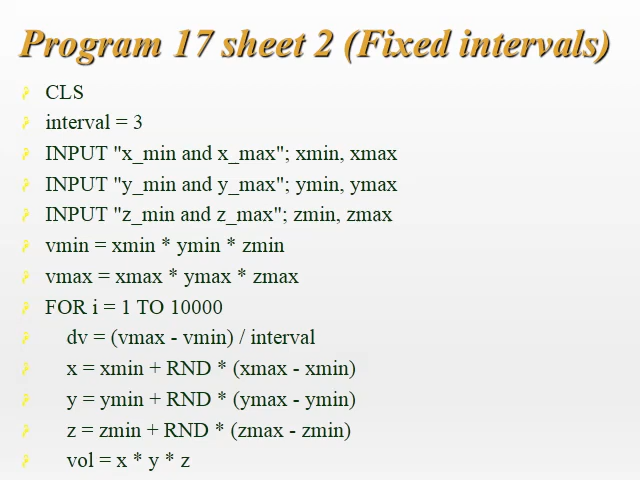 Program 17 sheet 2 (Fixed intervals)
CLS
interval = 3
INPUT "x_min and x_max"; xmin, xmax
INPUT "y_min and y_max"; ymin, ymax
INPUT "z_min and z_max"; zmin, zmax
vmin = xmin * ymin * zmin
vmax = xmax * ymax * zmax
FOR i = 1 TO 10000
dv = (vmax - vmin) / interval
x = xmin + RND * (xmax - xmin)
y = ymin + RND * (ymax - ymin)
z = zmin + RND * (zmax - zmin)
vol = x * y * z